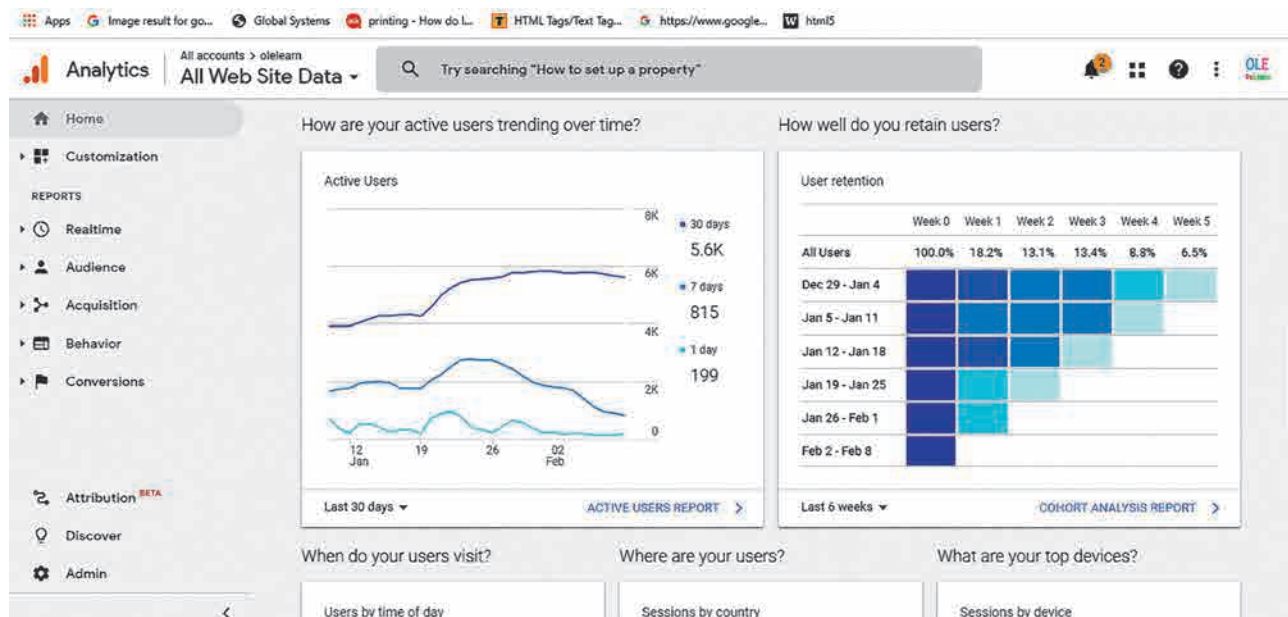 Apps Image result for go... Global Systems printing - How do I... HTML Tags/Text Tag... https://www.google... html5
All accounts > olelearn
Analytics All Web Site Data Try searching "How to set up a property" 2 OLE
Home
Customization
REPORTS
Realtime
Audience
Acquisition
Behavior
Conversions
Attribution BETA
Discover
Admin
How are your active users trending over time?
Active Users
8K
6K
4K
2K
0
12 Jan 19 26 02 Feb
30 days
5.6K
7 days
815
1 day
199
Last 30 days ACTIVE USERS REPORT
How well do you retain users?
User retention
Week 0 Week 1 Week 2 Week 3 Week 4 Week 5
All Users 100.0% 18.2% 13.1% 13.4% 8.8% 6.5%
Dec 29 - Jan 4
Jan 5 - Jan 11
Jan 12 - Jan 18
Jan 19 - Jan 25
Jan 26 - Feb 1
Feb 2 - Feb 8
Last 6 weeks COHORT ANALYSIS REPORT
When do your users visit?
Users by time of day
Where are your users?
Sessions by country
What are your top devices?
Sessions by device